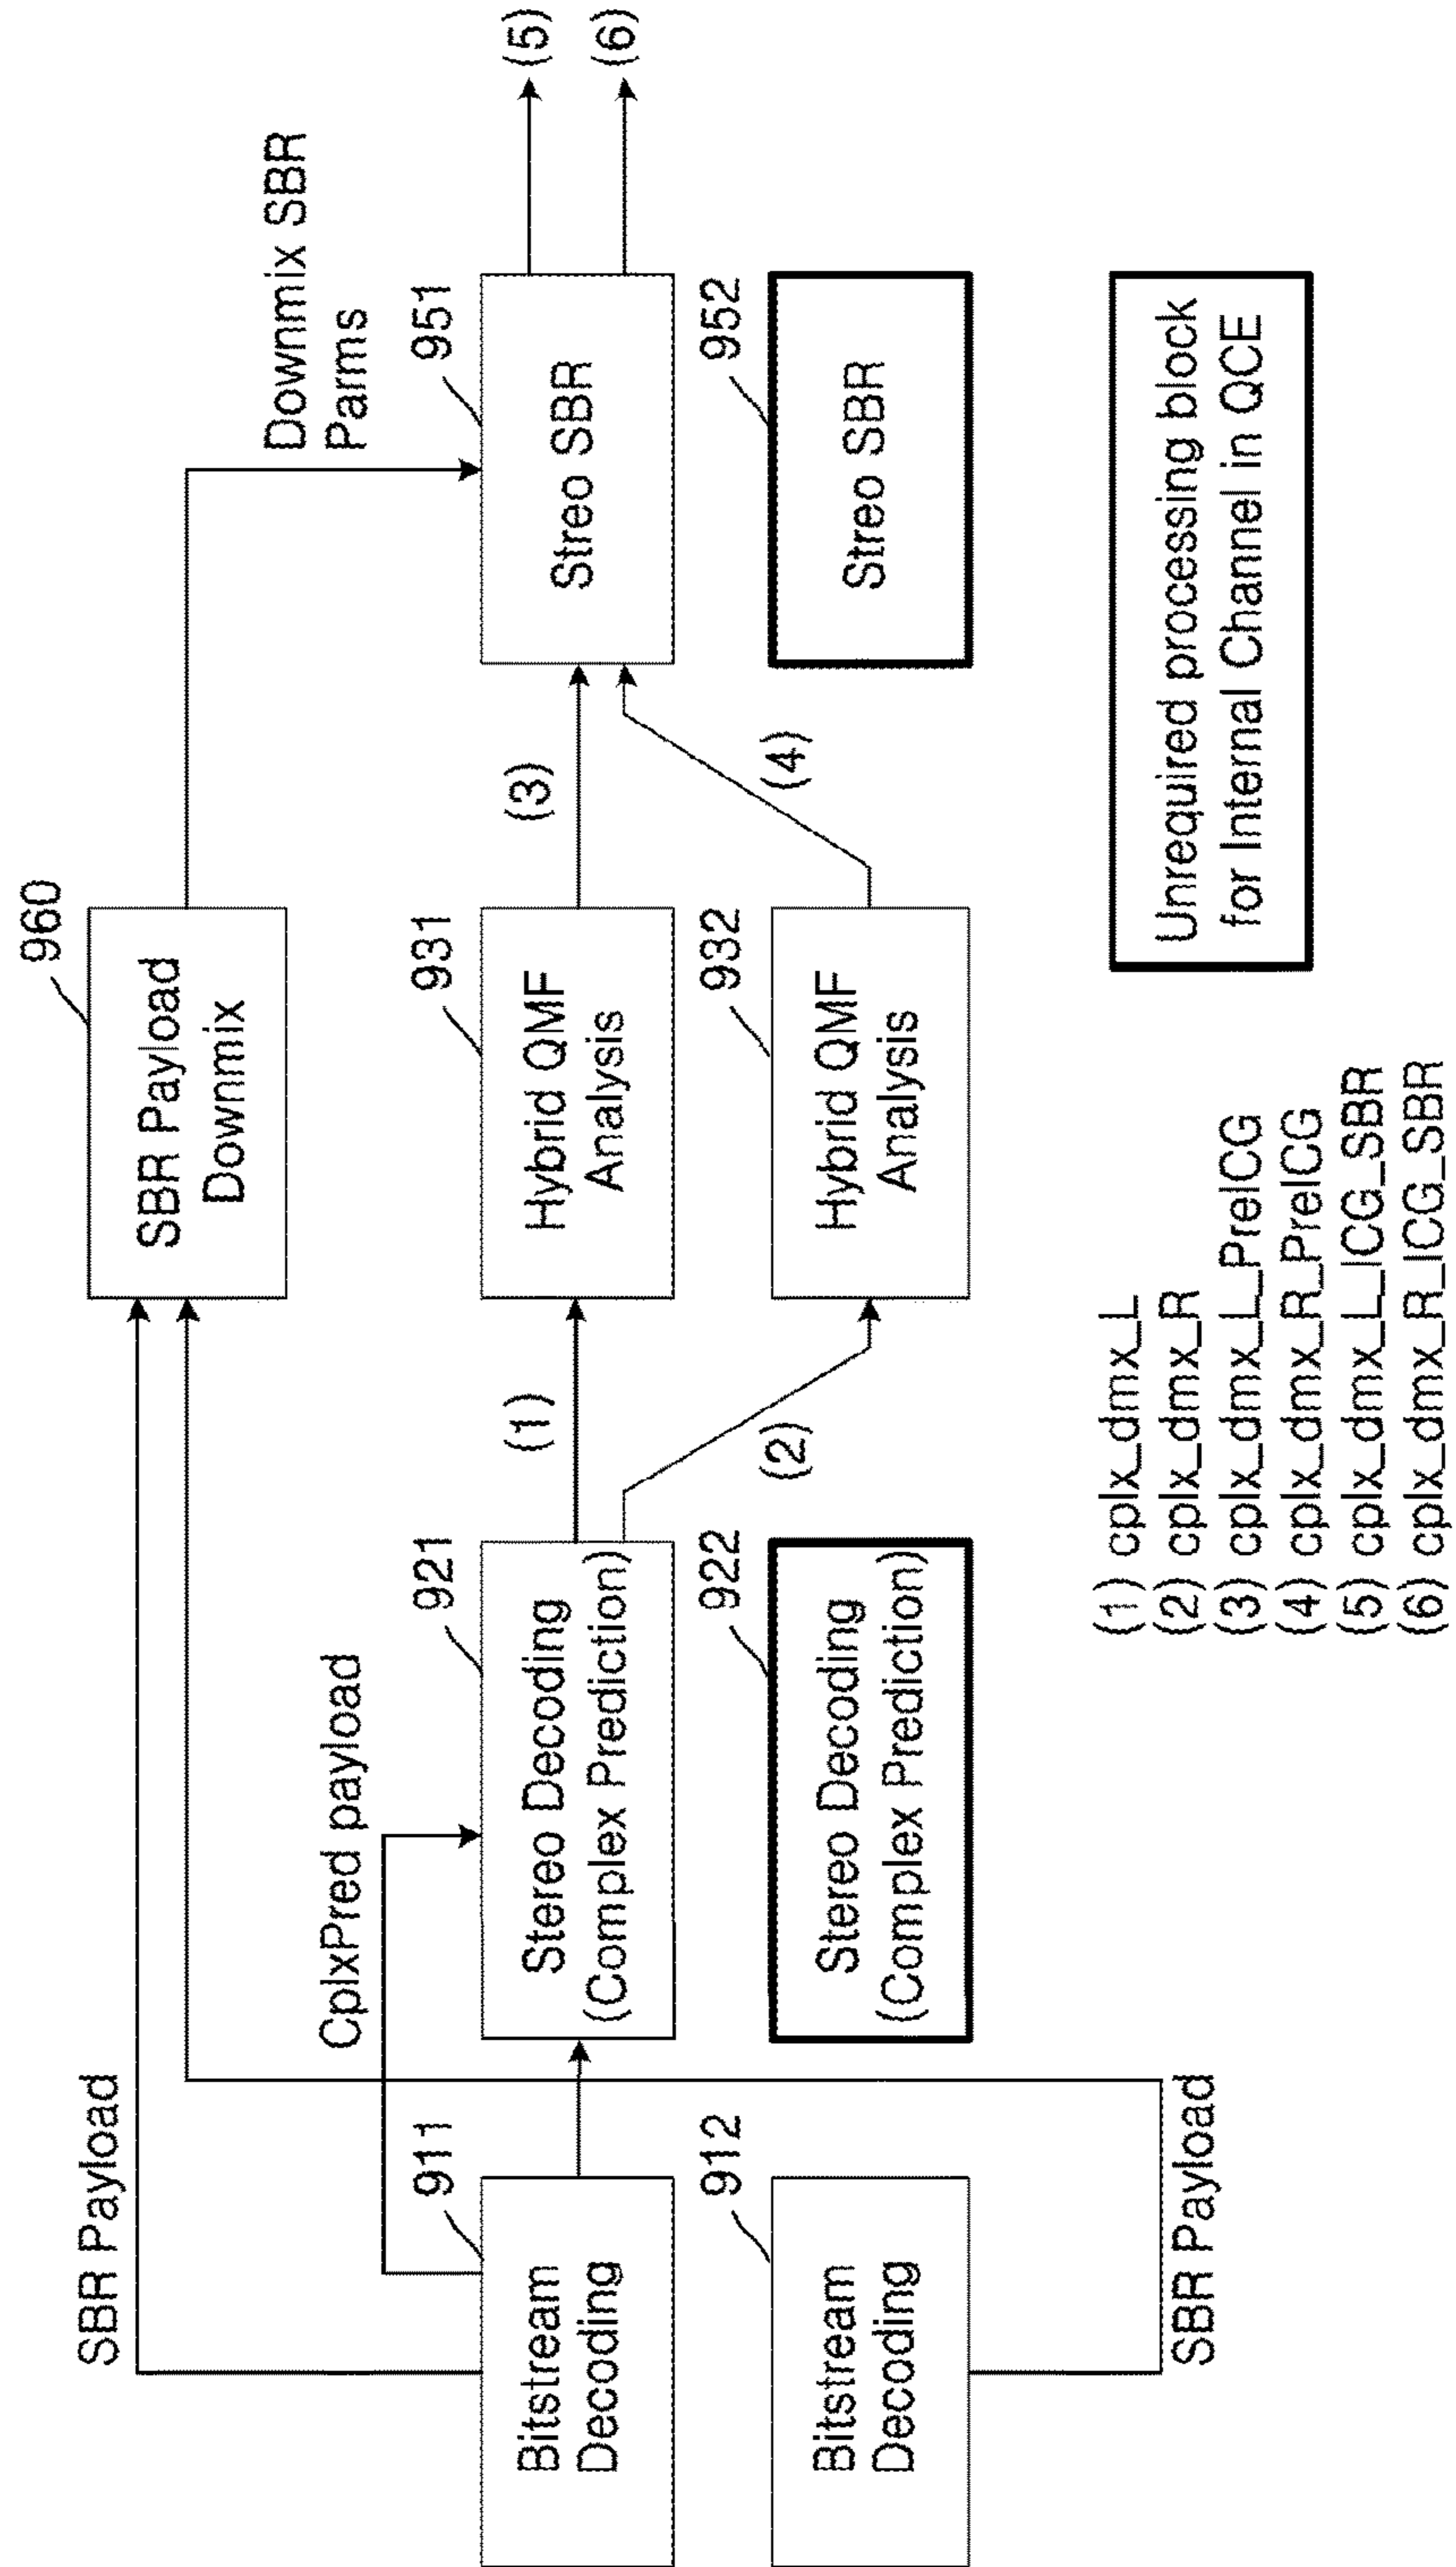 960
SBR Payload
Downmix
Downmix SBR
Parms
SBR Payload
CplxPred payload
911
Bitstream
Decoding
921
Stereo Decoding
(Complex Prediction)
(1)
931
Hybrid QMF
Analysis
(3)
951
Streo SBR
(5)
(6)
912
Bitstream
Decoding
922
Stereo Decoding
(Complex Prediction)
(2)
932
Hybrid QMF
Analysis
(4)
952
Streo SBR
SBR Payload
(1) cplx_dmx_L
(2) cplx_dmx_R
(3) cplx_dmx_L_PreICG
(4) cplx_dmx_R_PreICG
(5) cplx_dmx_L_ICG_SBR
(6) cplx_dmx_R_ICG_SBR
Unrequired processing block
for Internal Channel in QCE